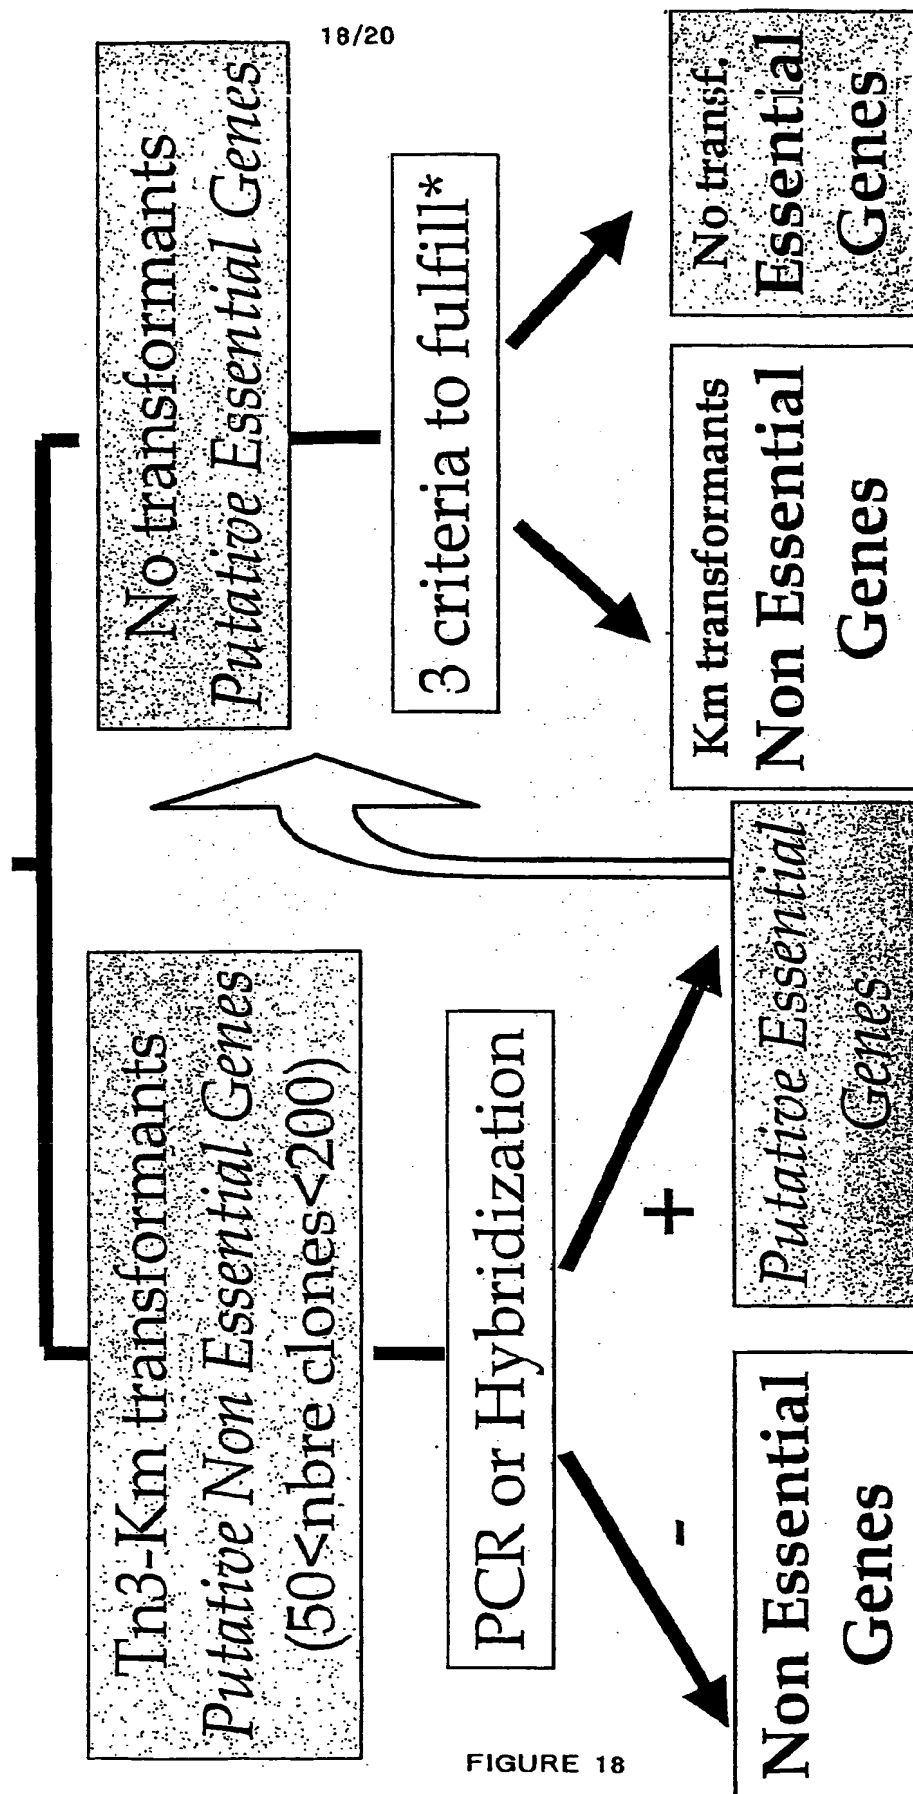 18/20
Tn3-Km transformants
Putative Non Essential Genes
(50<nbre clones<200)
No transformants
Putative Essential Genes
PCR or Hybridization
3 criteria to fulfill*
-
+
Non Essential
Genes
Putative Essential
Genes
Km transformants
Non Essential
Genes
No transf.
Essential
Genes
FIGURE 18